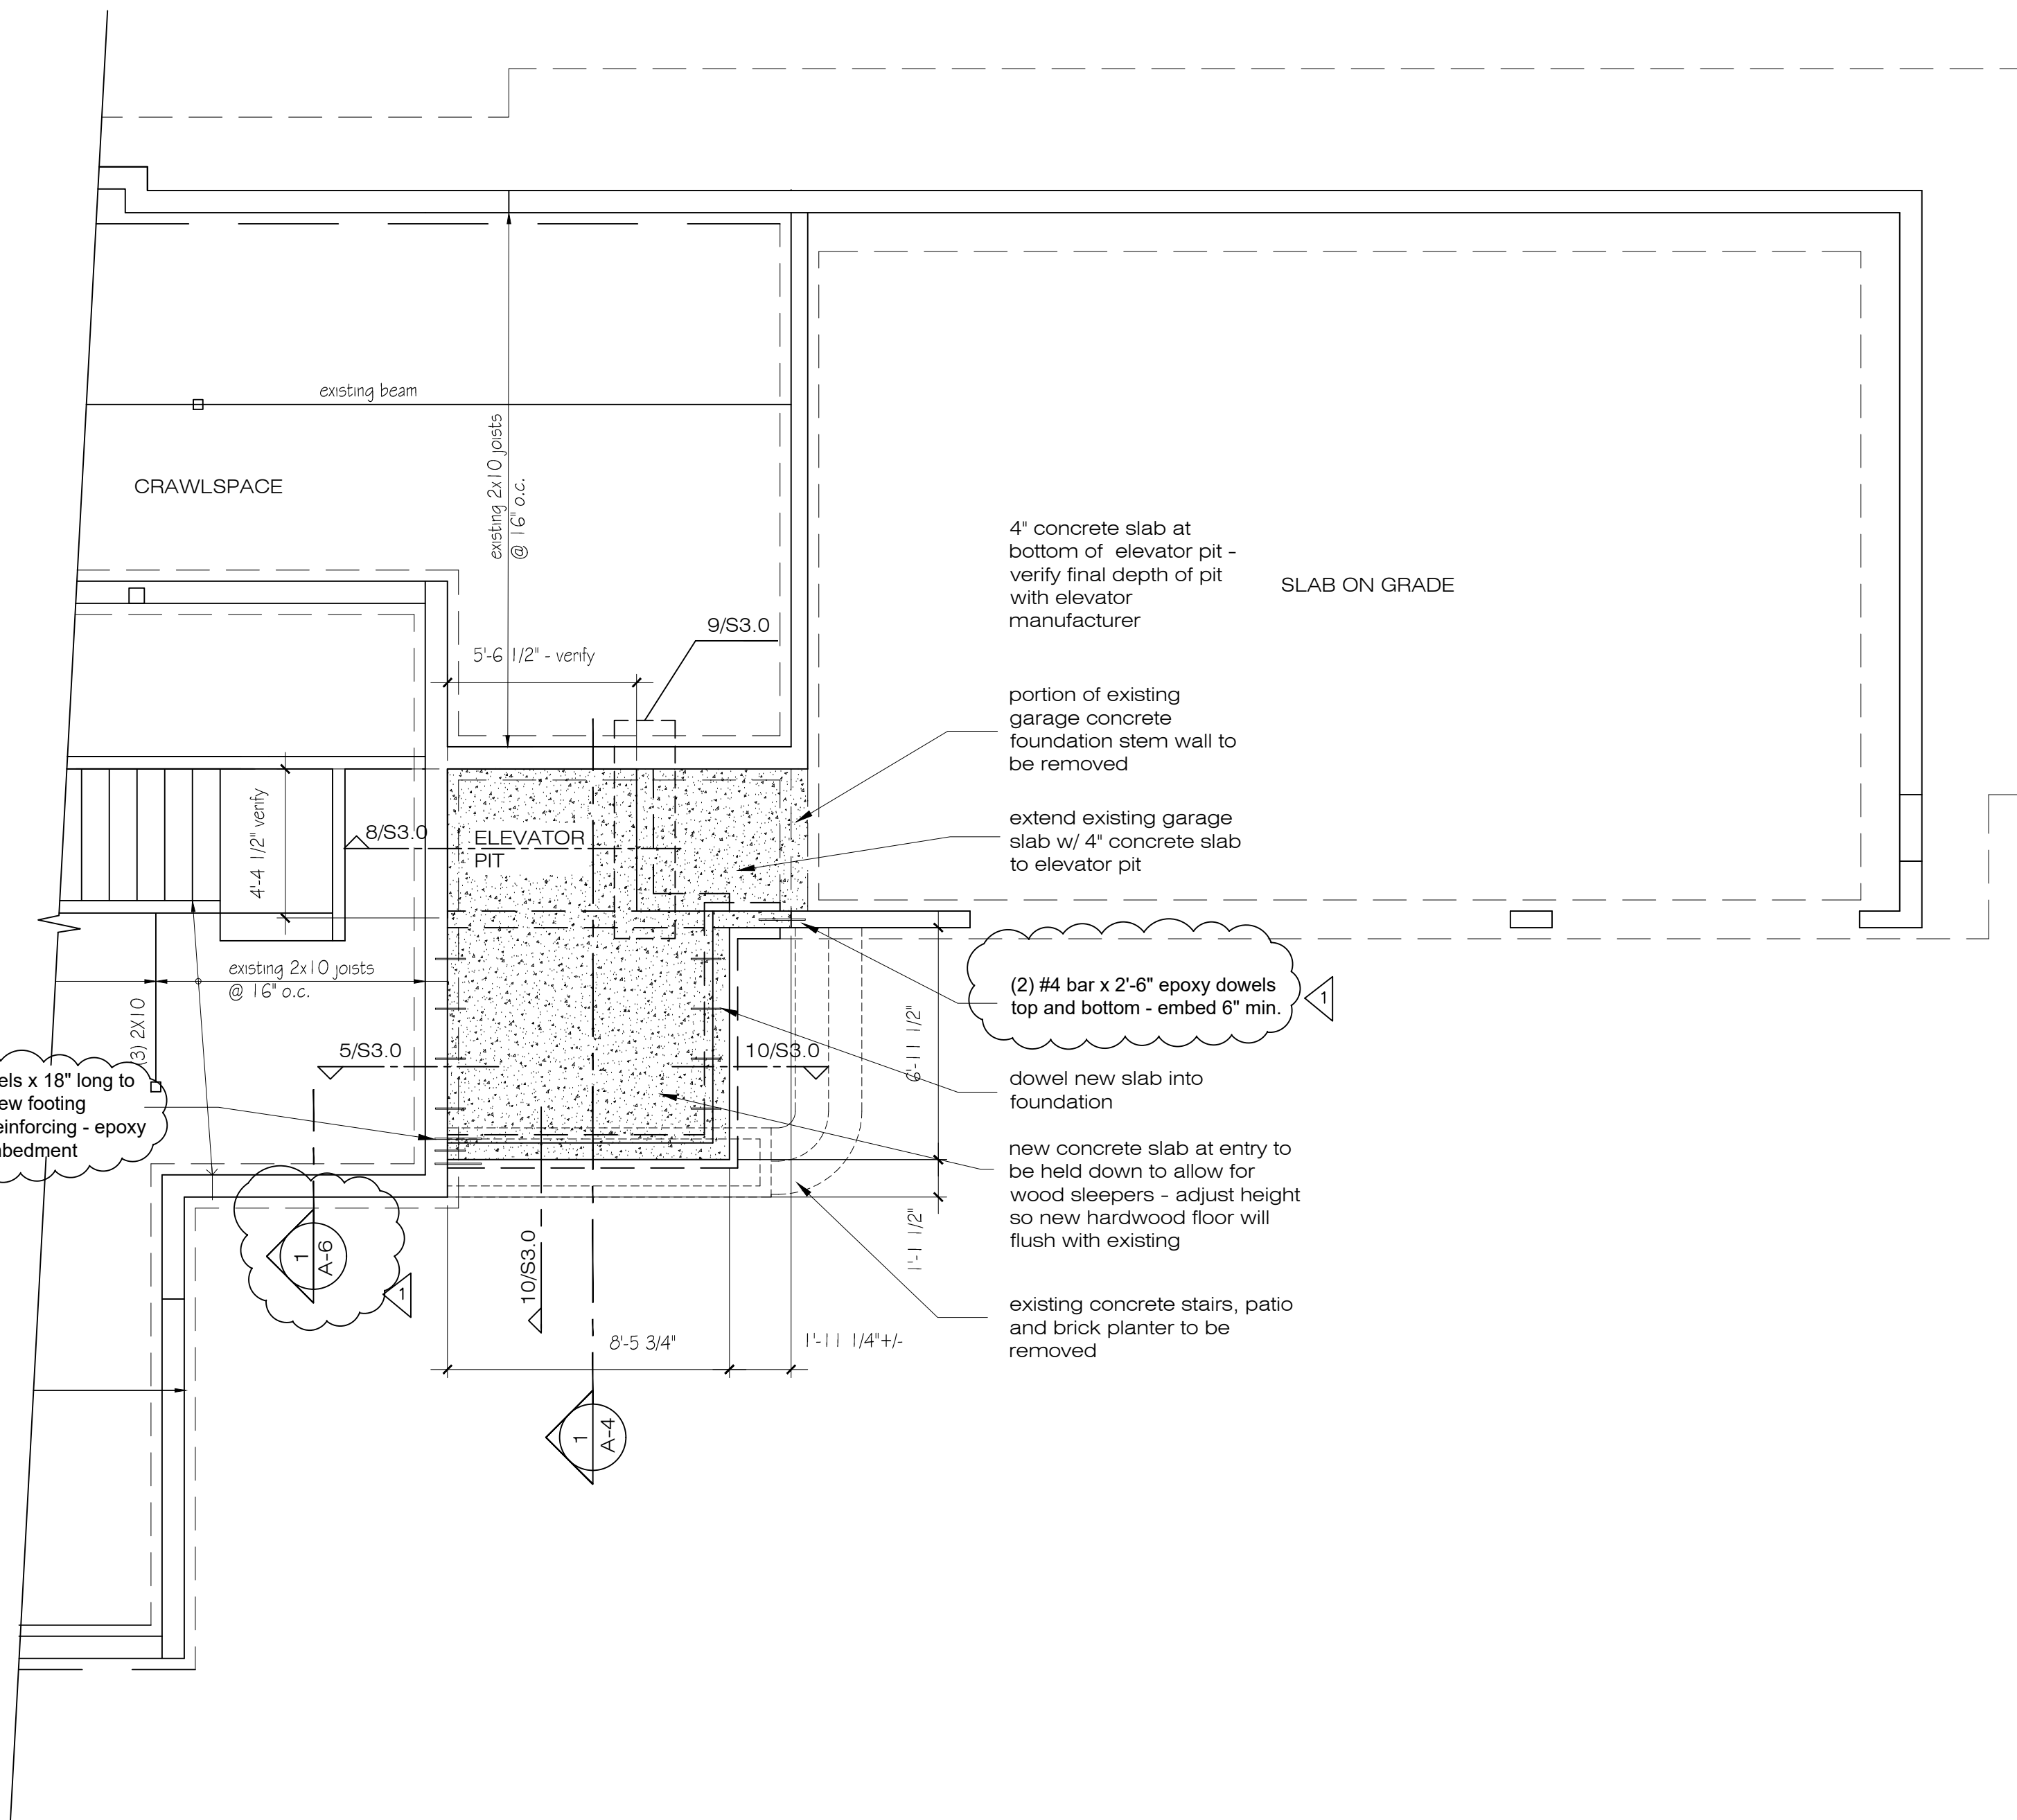 existing beam
CRAWLSPACE
existing 2x10 joists
@ 16" o.c.
4" concrete slab at
bottom of elevator pit -
verify final depth of pit
with elevator
manufacturer
SLAB ON GRADE
9/S3.0
5'-6 1/2" - verify
portion of existing
garage concrete
foundation stem wall to
be removed
extend existing garage
slab w/ 4" concrete slab
to elevator pit
4'-4 1/2" verify
8/S3.0
ELEVATOR
PIT
existing 2x10 joists
@ 16" o.c.
(3) 2X10
(2) #4 bar x 2'-6" epoxy dowels
top and bottom - embed 6" min.
1
6'-11 1/2"
5/S3.0
10/S3.0
els x 18" long to
ew footing
einforcing - epoxy
bedment
dowel new slab into
foundation
new concrete slab at entry to
be held down to allow for
wood sleepers - adjust height
so new hardwood floor will
flush with existing
1'-1 1/2"
1
A-6
1
10/S3.0
existing concrete stairs, patio
and brick planter to be
removed
8'-5 3/4"
1'-11 1/4"+/-
1
A-4